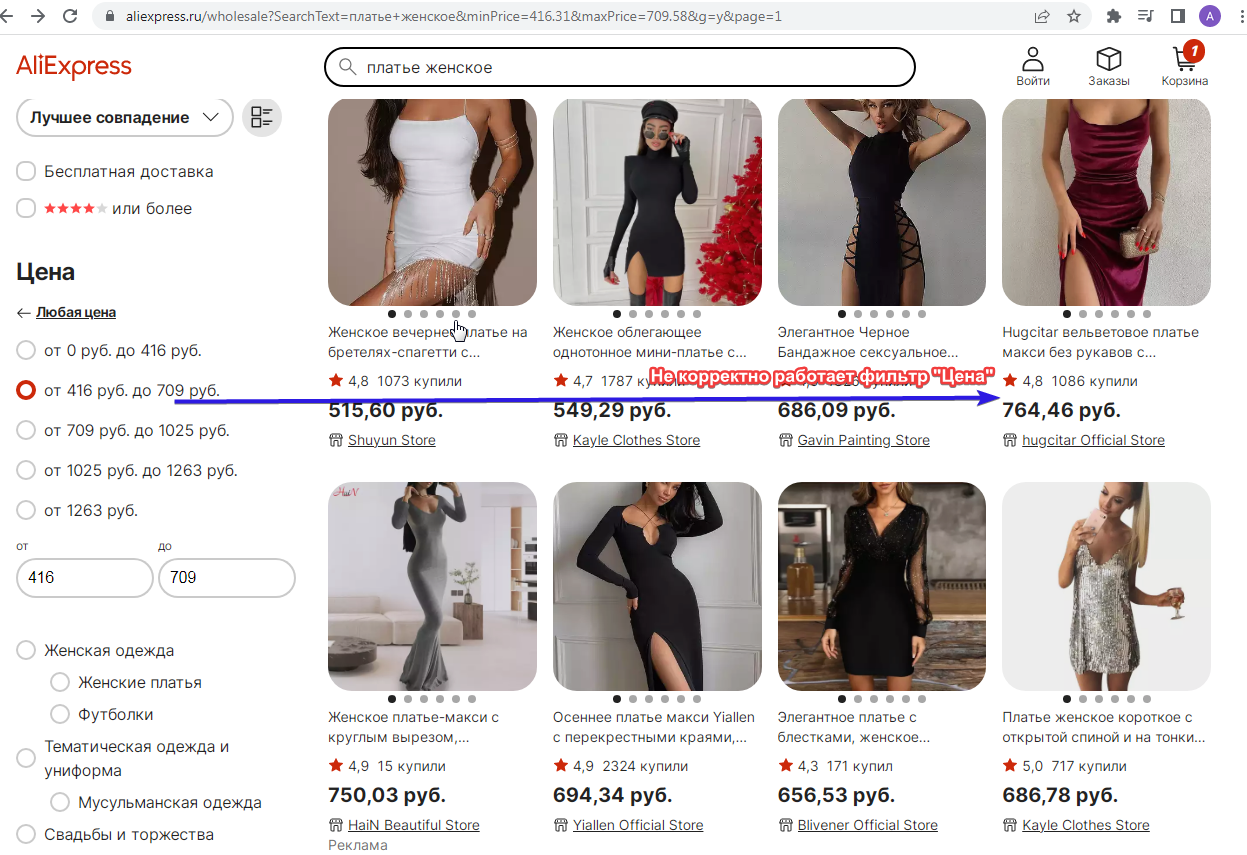 aliexpress.ru/wholesale?SearchText=платье+женское&minPrice=416.31&maxPrice=709.58&g=y&page=1
A
AliExpress
платье женское
Войти
Заказы
1
Корзина
Лучшее совпадение
Бесплатная доставка
или более
Цена
Любая цена
от 0 руб. до 416 руб.
от 416 руб. до 709 руб.
от 709 руб. до 1025 руб.
от 1025 руб. до 1263 руб.
от 1263 руб.
от
до
416
709
Женская одежда
Женские платья
Футболки
Тематическая одежда и
униформа
Мусульманская одежда
Свадьбы и торжества
Женское вечернее платье на
бретелях-спагетти с...
4,8 1073 купили
515,60 руб.
Shuyun Store
Женское облегающее
однотонное мини-платье с...
4,7 1787
549,29 руб.
Kayle Clothes Store
Элегантное Черное
Бандажное сексуальное...
686,09 руб.
Gavin Painting Store
Hugcitar вельветовое платье
макси без рукавов с...
4,8 1086 купили
764,46 руб.
hugcitar Official Store
Не корректно работает фильтр "Цена"
HaiN
Женское платье-макси с
круглым вырезом,...
4,9 15 купили
750,03 руб.
HaiN Beautiful Store
Реклама
Осеннее платье макси Yiallen
с перекрестными краями,...
4,9 2324 купили
694,34 руб.
Yiallen Official Store
Элегантное платье с
блестками, женское...
4,3 171 купил
656,53 руб.
Blivener Official Store
Платье женское короткое с
открытой спиной и на тонки...
5,0 717 купили
686,78 руб.
Kayle Clothes Store